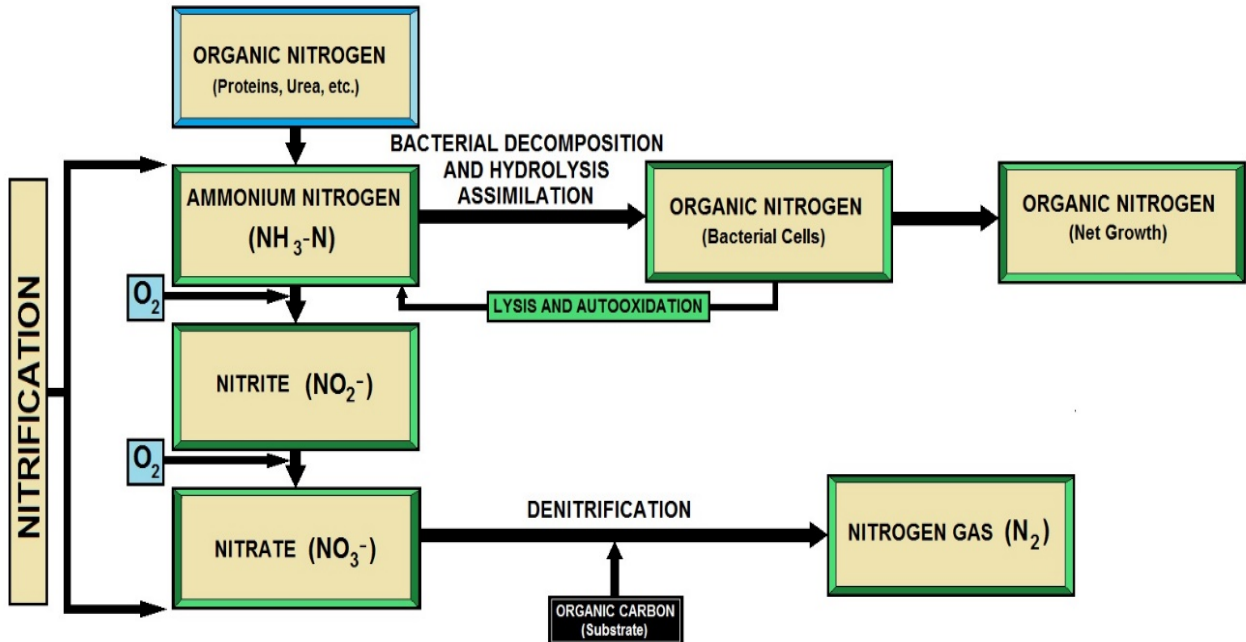 ORGANIC NITROGEN
(Proteins, Urea, etc.)
BACTERIAL DECOMPOSITION
AND HYDROLYSIS
ASSIMILATION
AMMONIUM NITROGEN
(NH₃-N)
ORGANIC NITROGEN
(Bacterial Cells)
ORGANIC NITROGEN
(Net Growth)
NITRIFICATION
O₂
LYSIS AND AUTOOXIDATION
NITRITE (NO₂⁻)
O₂
NITRATE (NO₃⁻)
DENITRIFICATION
NITROGEN GAS (N₂)
ORGANIC CARBON
(Substrate)